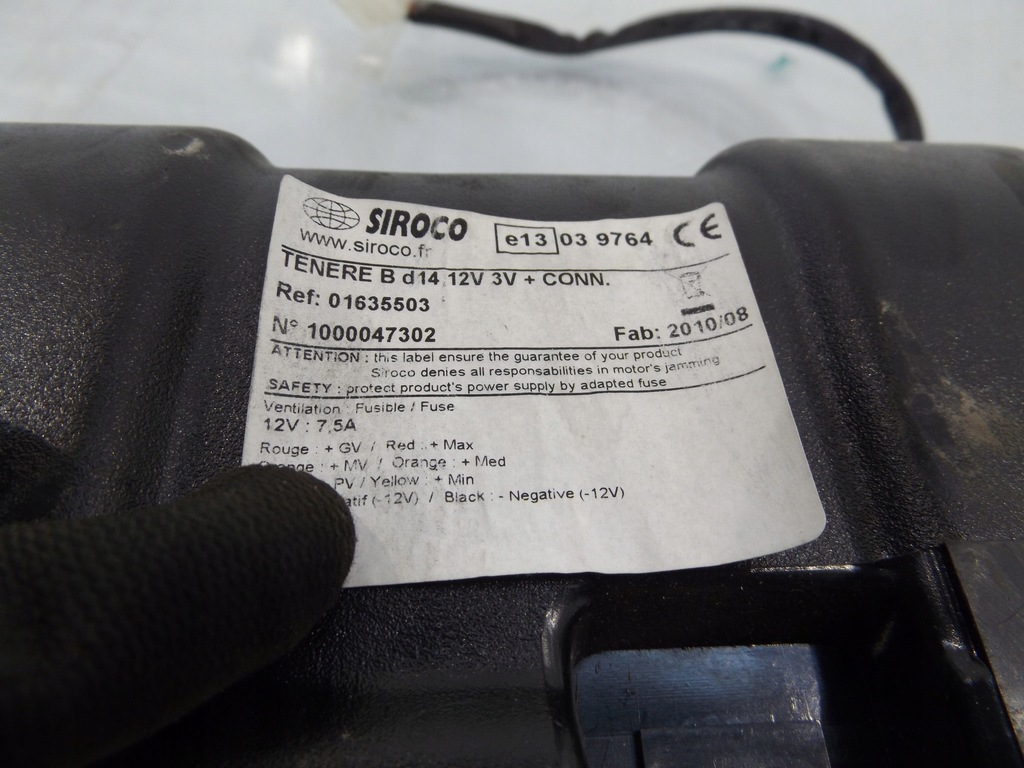 SIROCO
www.siroco.fr
e13 03 9764 CE
TENERE B d14 12V 3V + CONN.
Ref: 01635503
N° 1000047302 Fab: 2010/08
ATTENTION : this label ensure the guarantee of your product
Siroco denies all responsabilities in motor's jamming
SAFETY : protect product's power supply by adapted fuse
Ventilation : Fusible / Fuse
12V : 7.5A
Rouge : + GV / Red : + Max
Orange : + MV / Orange : + Med
PV / Yellow : + Min
(-12V) / Black : - Negative (-12V)